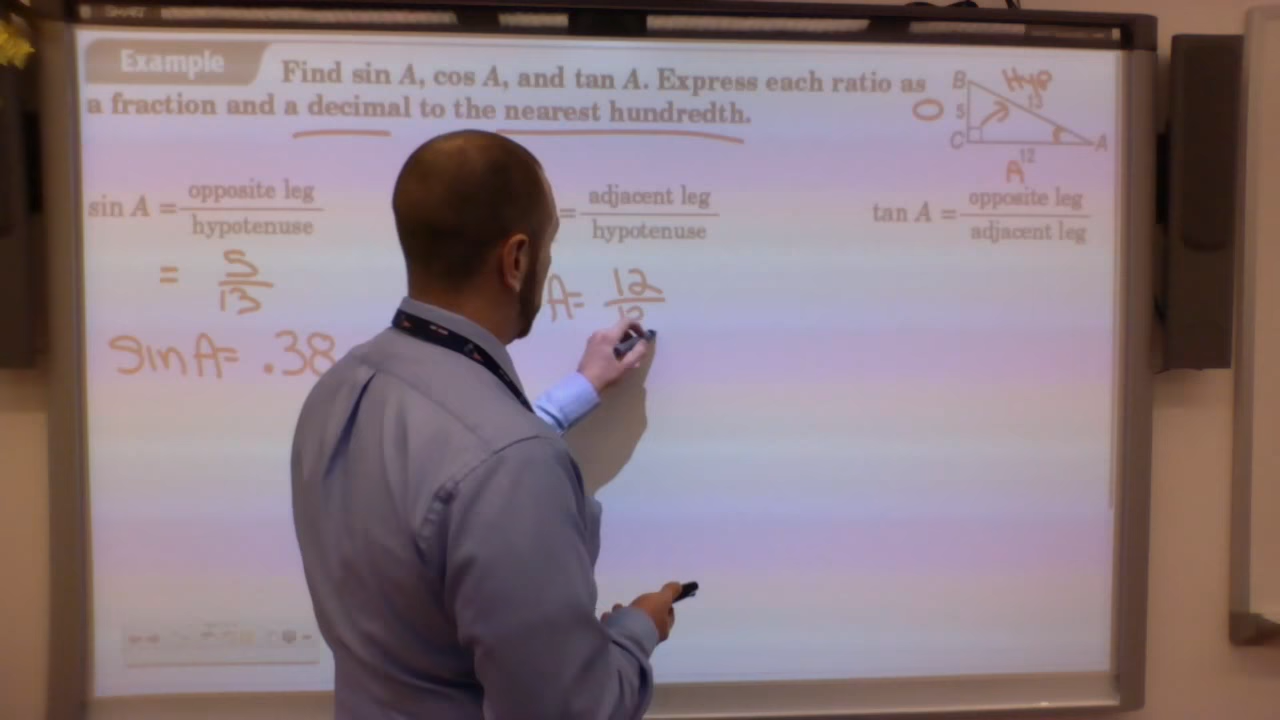 Example Find sin A, cos A, and tan A. Express each ratio as
a fraction and a decimal to the nearest hundredth.
B Hyp
O 5 13
C A
12
A
sin A = opposite leg
hypotenuse
= adjacent leg
hypotenuse
tan A = opposite leg
adjacent leg
= 5
13
A= 12
sin A= .38